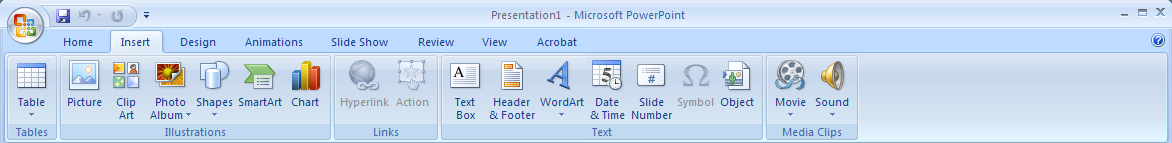 Presentation1 - Microsoft PowerPoint
Home Insert Design Animations Slide Show Review View Acrobat
Table Picture Clip Art Photo Album Shapes SmartArt Chart Hyperlink Action Text Box Header & Footer WordArt Date & Time Slide Number Symbol Object Movie Sound
Tables Illustrations Links Text Media Clips